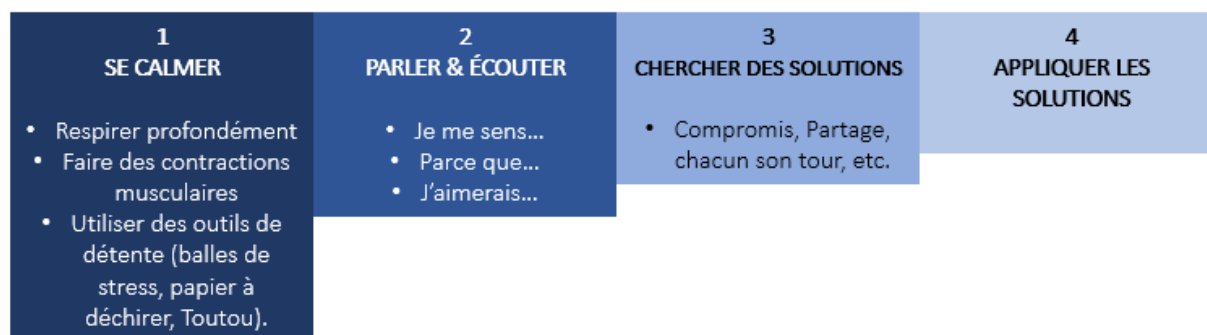 1
SE CALMER
• Respirer profondément
• Faire des contractions
musculaires
• Utiliser des outils de
détente (balles de
stress, papier à
déchirer, Toutou).
2
PARLER & ÉCOUTER
• Je me sens...
• Parce que...
• J'aimerais...
3
CHERCHER DES SOLUTIONS
• Compromis, Partage,
chacun son tour, etc.
4
APPLIQUER LES
SOLUTIONS